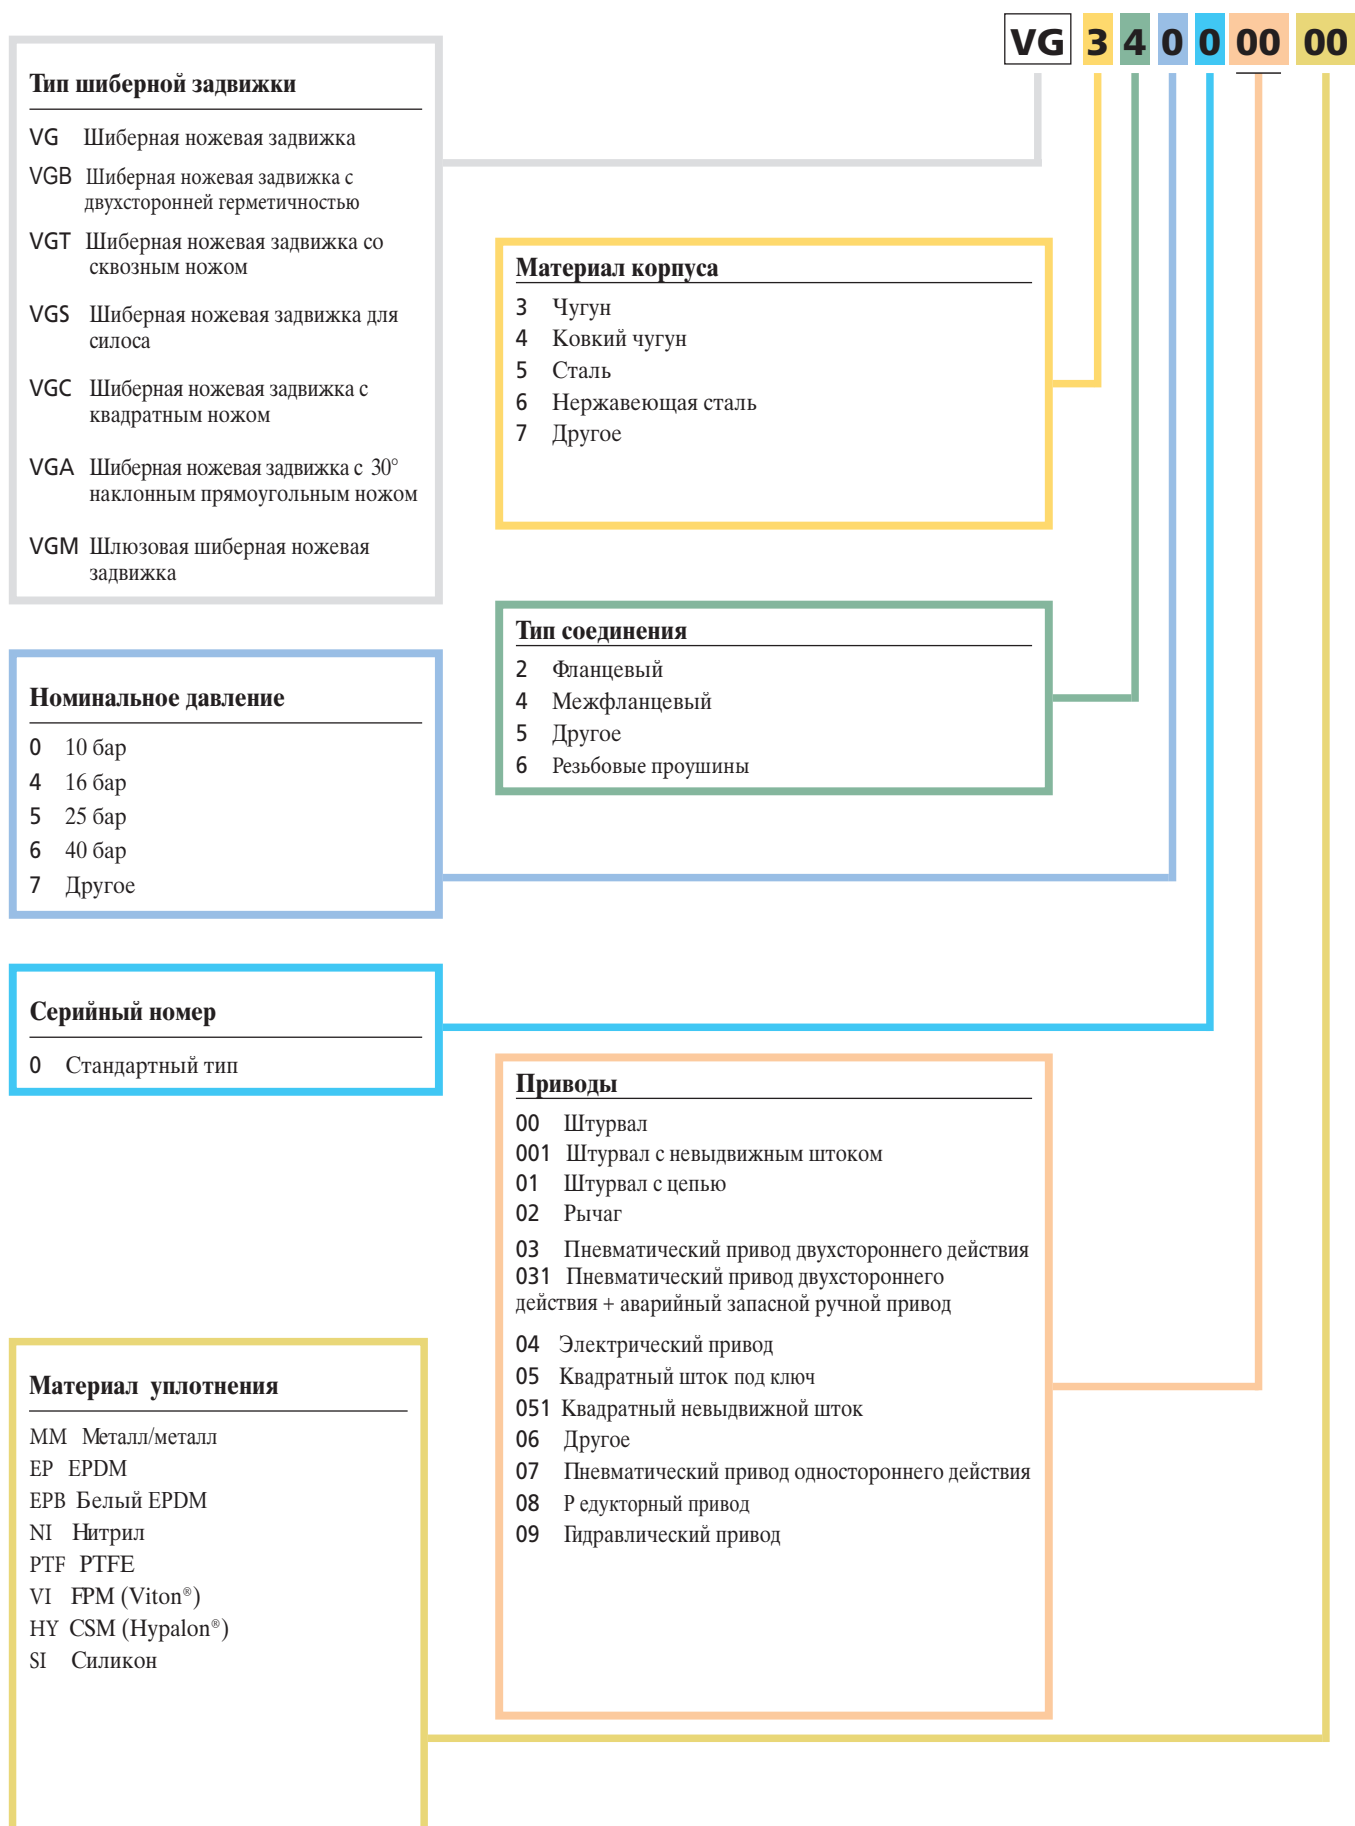 VG 3 4 0 0 00 00
Тип шиберной задвижки
VG Шиберная ножевая задвижка
VGB Шиберная ножевая задвижка с
двухсторонней герметичностью
VGT Шиберная ножевая задвижка со
сквозным ножом
VGS Шиберная ножевая задвижка для
силоса
VGC Шиберная ножевая задвижка с
квадратным ножом
VGA Шиберная ножевая задвижка с 30°
наклонным прямоугольным ножом
VGM Шлюзовая шиберная ножевая
задвижка
Материал корпуса
3 Чугун
4 Ковкий чугун
5 Сталь
6 Нержавеющая сталь
7 Другое
Тип соединения
2 Фланцевый
4 Межфланцевый
5 Другое
6 Резьбовые проушины
Номинальное давление
0 10 бар
4 16 бар
5 25 бар
6 40 бар
7 Другое
Серийный номер
0 Стандартный тип
Приводы
00 Штурвал
001 Штурвал с невыдвижным штоком
01 Штурвал с цепью
02 Рычаг
03 Пневматический привод двухстороннего действия
031 Пневматический привод двухстороннего
действия + аварийный запасной ручной привод
04 Электрический привод
05 Квадратный шток под ключ
051 Квадратный невыдвижной шток
06 Другое
07 Пневматический привод одностороннего действия
08 Р едукторный привод
09 Гидравлический привод
Материал уплотнения
MM Металл/металл
EP EPDM
EPB Белый EPDM
NI Нитрил
PTF PTFE
VI FPM (Viton®)
HY CSM (Hypalon®)
SI Силикон